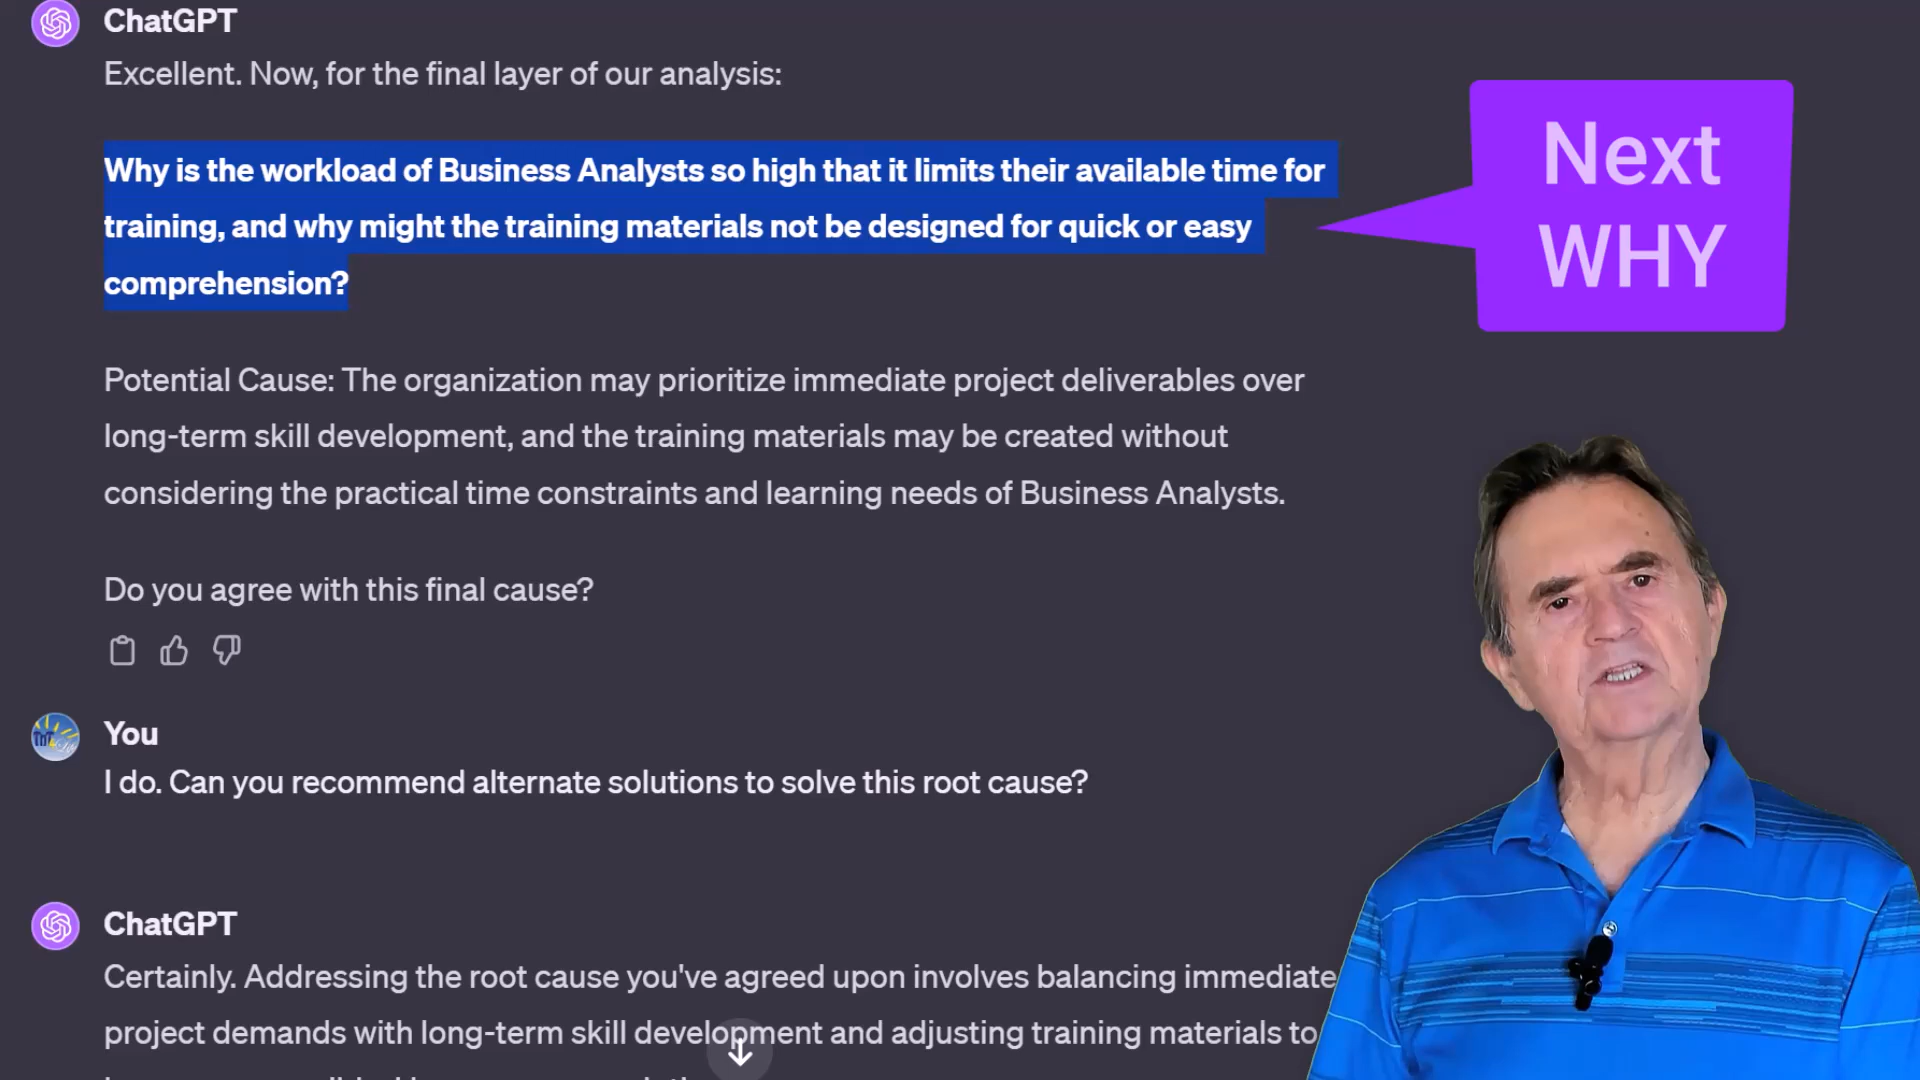 ChatGPT
Excellent. Now, for the final layer of our analysis:
Why is the workload of Business Analysts so high that it limits their available time for
training, and why might the training materials not be designed for quick or easy
comprehension?
Next
WHY
Potential Cause: The organization may prioritize immediate project deliverables over
long-term skill development, and the training materials may be created without
considering the practical time constraints and learning needs of Business Analysts.
Do you agree with this final cause?
You
I do. Can you recommend alternate solutions to solve this root cause?
ChatGPT
Certainly. Addressing the root cause you've agreed upon involves balancing immediate
project demands with long-term skill development and adjusting training materials to